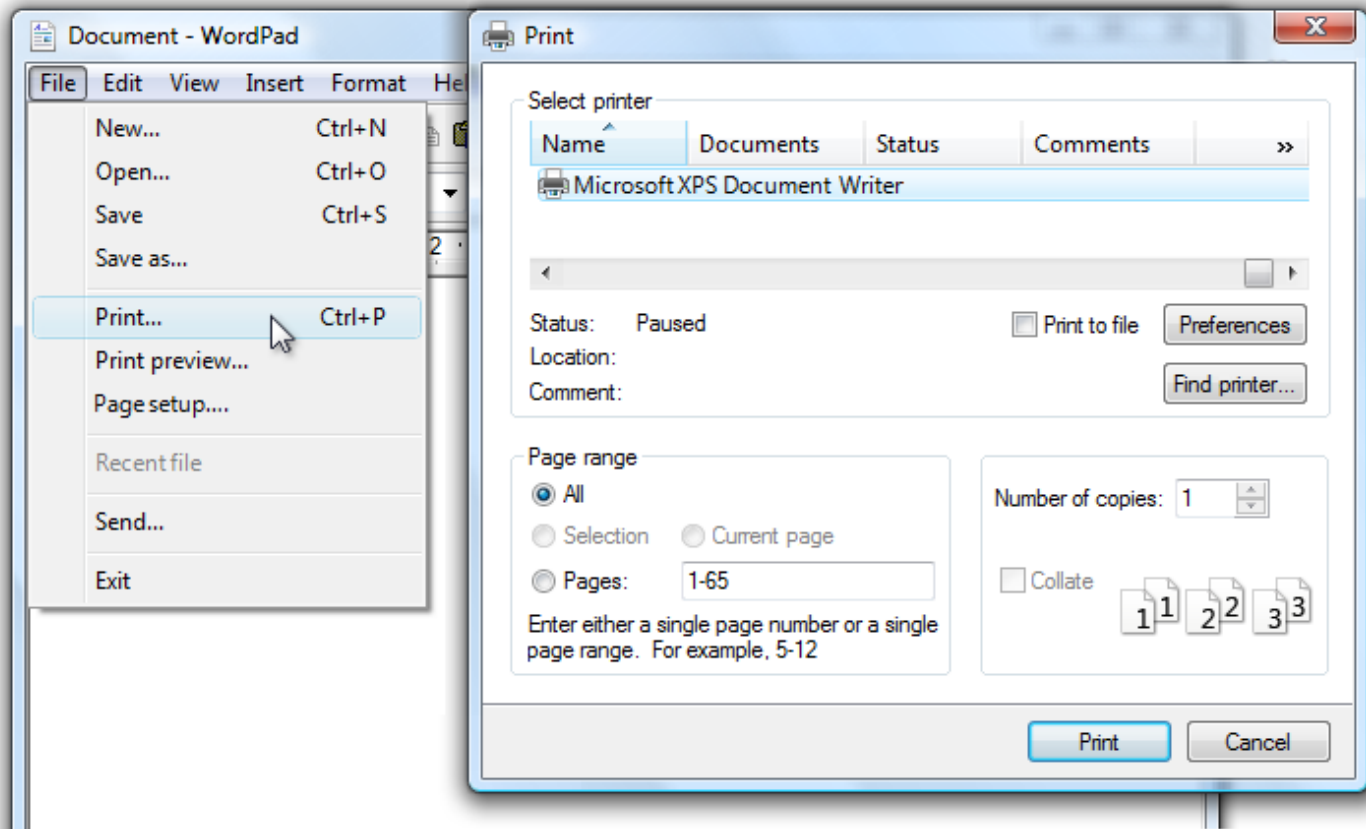 Document - WordPad
File Edit View Insert Format Hel
New... Ctrl+N
Open... Ctrl+O
Save Ctrl+S
Save as...
Print... Ctrl+P
Print preview...
Page setup....
Recent file
Send...
Exit
2
Print
X
Select printer
Name Documents Status Comments »
Microsoft XPS Document Writer
Status: Paused
Print to file Preferences
Location:
Comment:
Find printer...
Page range
All
Selection Current page
Pages: 1-65
Enter either a single page number or a single
page range. For example, 5-12
Number of copies: 1
Collate
1 1 2 2 3 3
Print Cancel